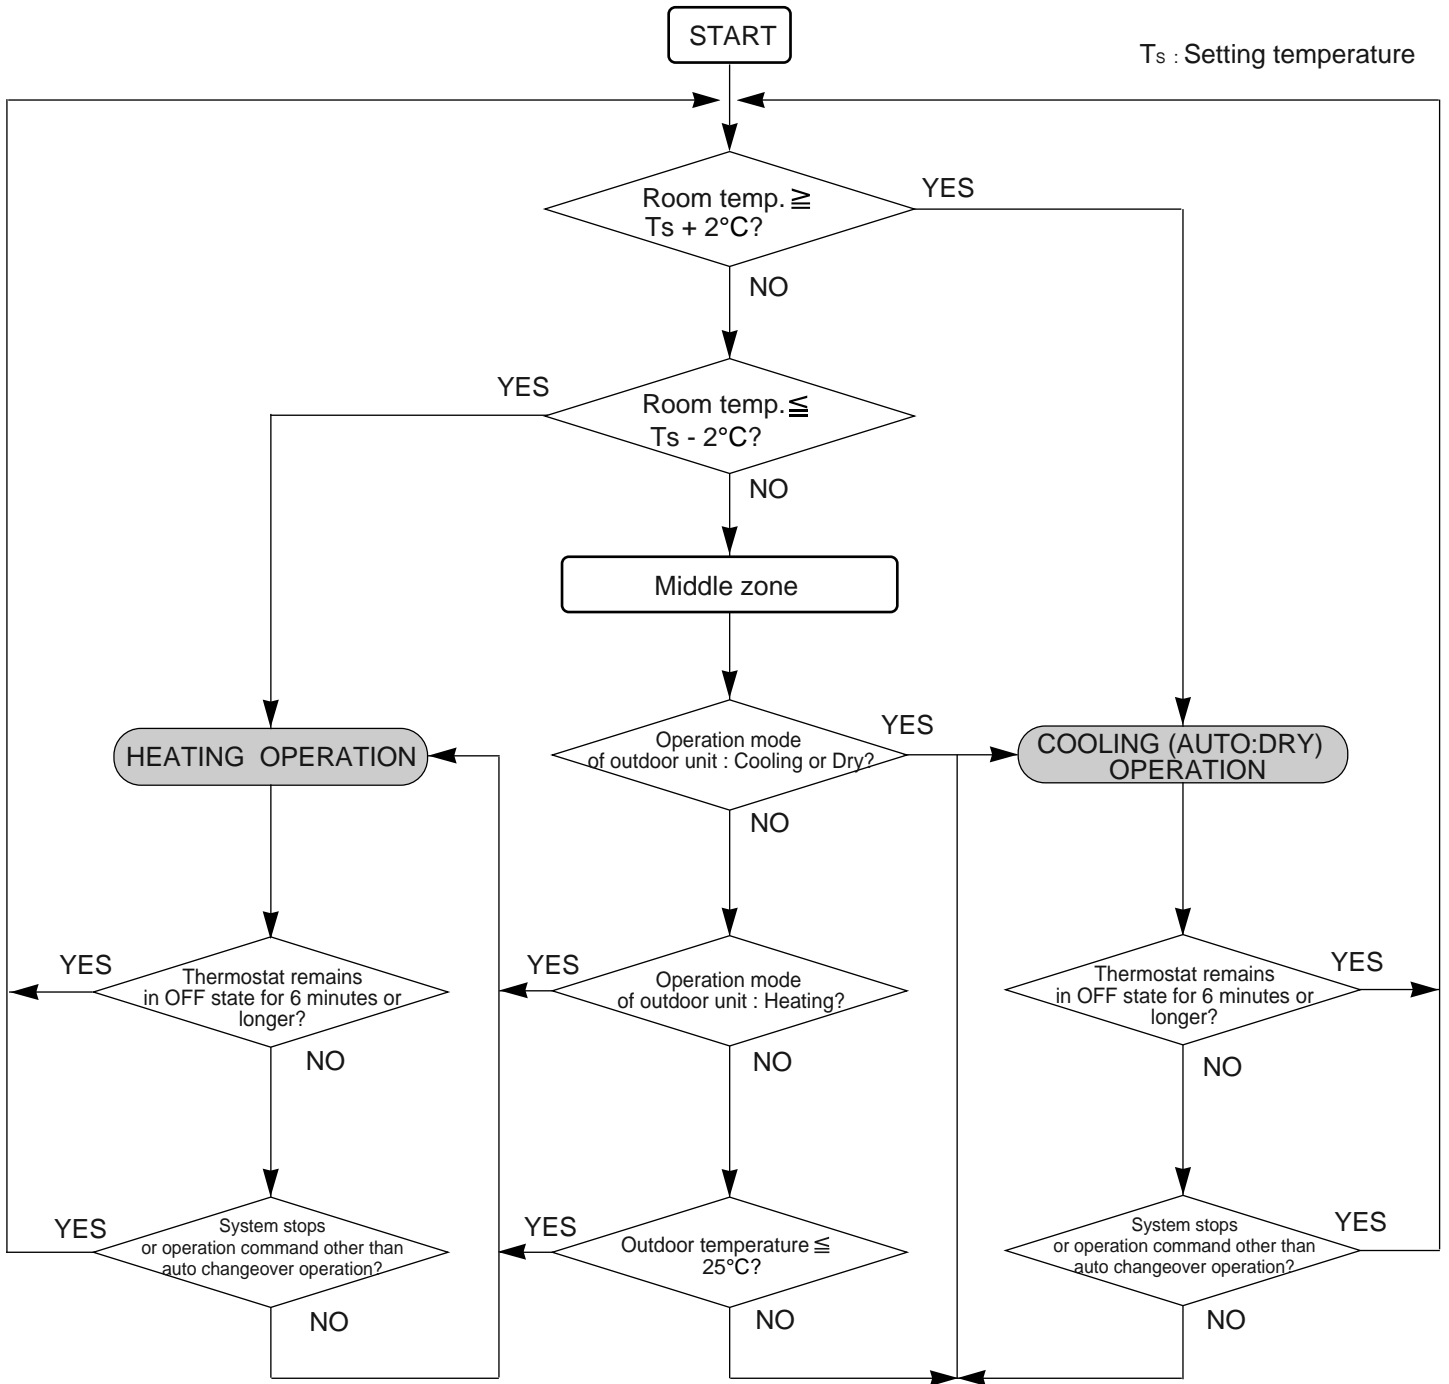 START
Ts : Setting temperature
Room temp. ≧
Ts + 2°C?
YES
NO
YES
Room temp. ≦
Ts - 2°C?
NO
Middle zone
HEATING OPERATION
Operation mode
of outdoor unit : Cooling or Dry?
YES
NO
COOLING (AUTO:DRY)
OPERATION
YES
Thermostat remains
in OFF state for 6 minutes or
longer?
NO
YES
Operation mode
of outdoor unit : Heating?
NO
Thermostat remains
in OFF state for 6 minutes or
longer?
YES
NO
YES
System stops
or operation command other than
auto changeover operation?
NO
YES
Outdoor temperature ≦
25°C?
NO
System stops
or operation command other than
auto changeover operation?
YES
NO